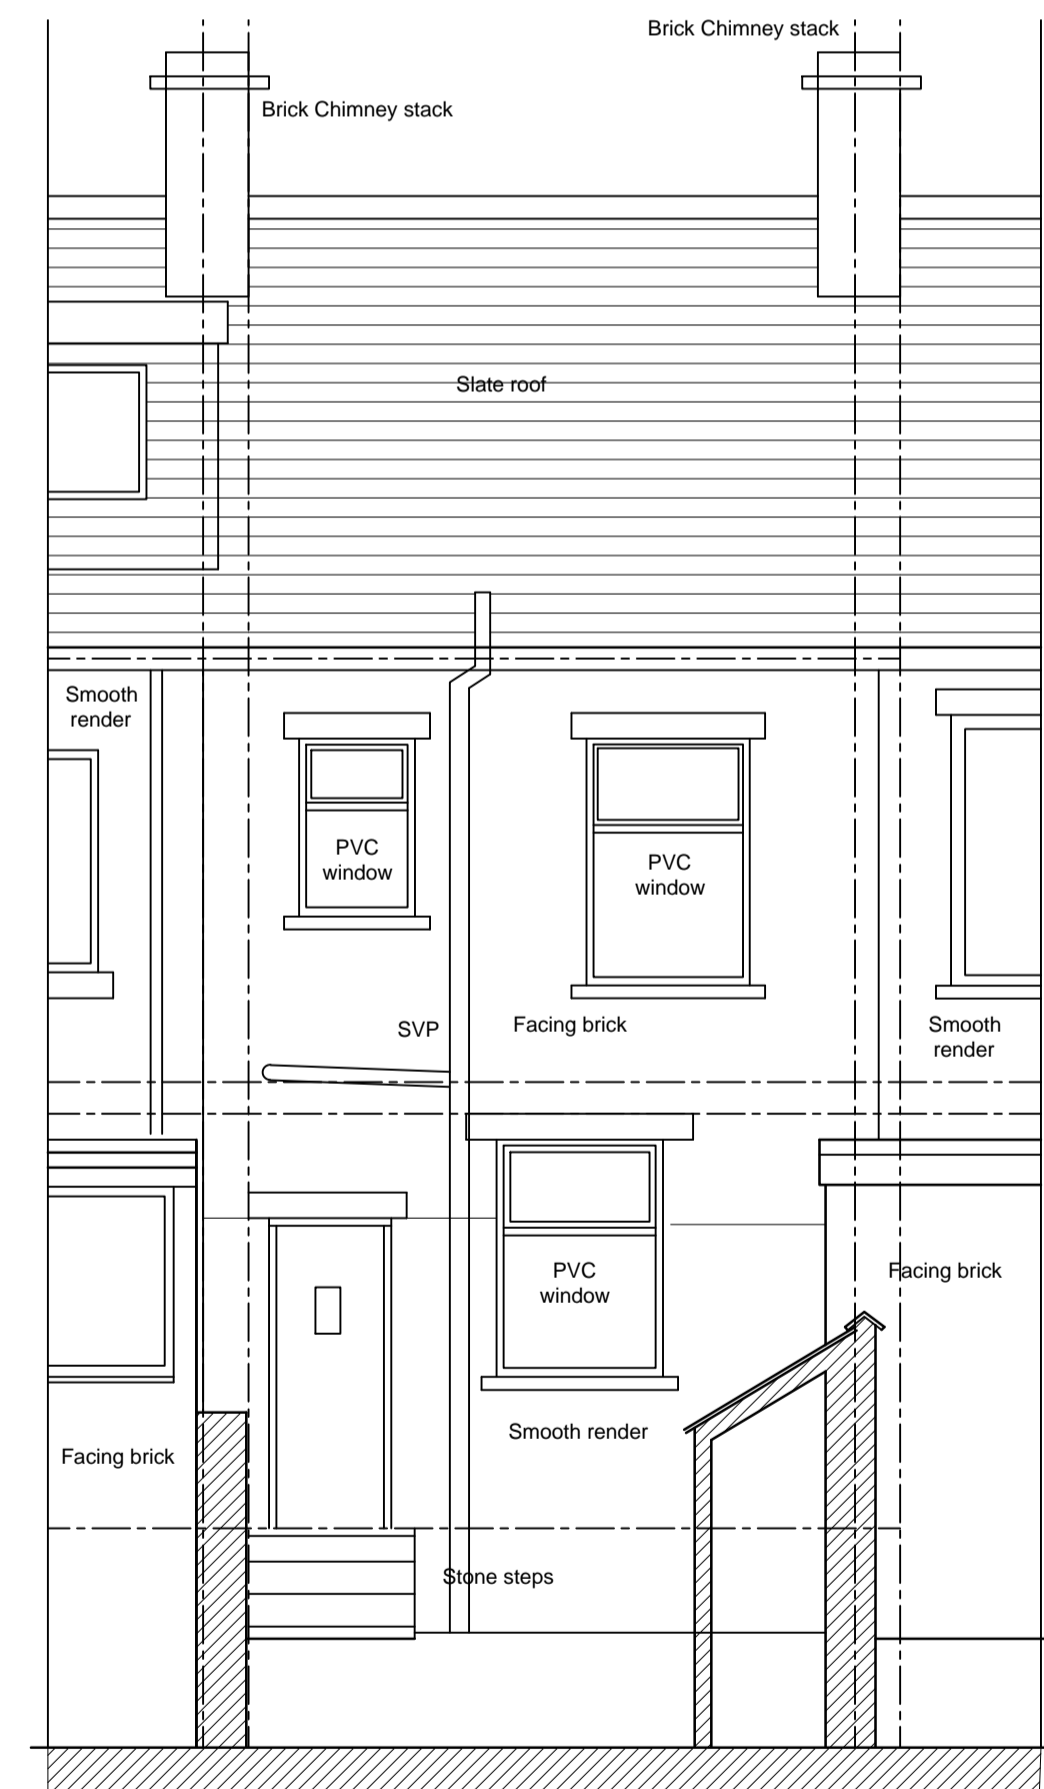 Brick Chimney stack
Brick Chimney stack
Slate roof
Smooth
render
PVC
window
PVC
window
SVP
Facing brick
Smooth
render
PVC
window
Facing brick
Smooth render
Facing brick
Stone steps